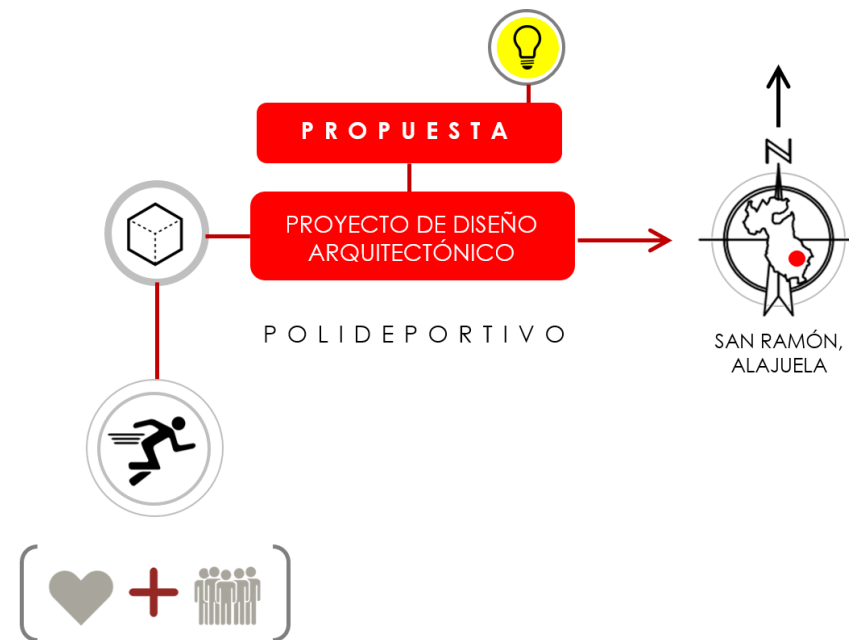 PROPUESTA
PROYECTO DE DISEÑO
ARQUITECTÓNICO
POLIDEPORTIVO
N
SAN RAMÓN,
ALAJUELA